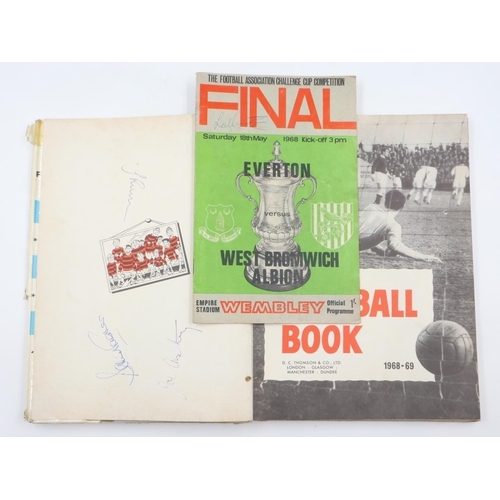 THE FOOTBALL ASSOCIATION CHALLENGE CUP COMPETITION
FINAL
Saturday 18th May 1968 Kick-off 3 pm
EVERTON
versus
WEST BROMWICH
ALBION
EMPIRE STADIUM WEMBLEY Official Programme 1/-
BALL
BOOK
D. C. THOMSON & CO., LTD.
LONDON : GLASGOW :
MANCHESTER : DUNDEE
1968-69